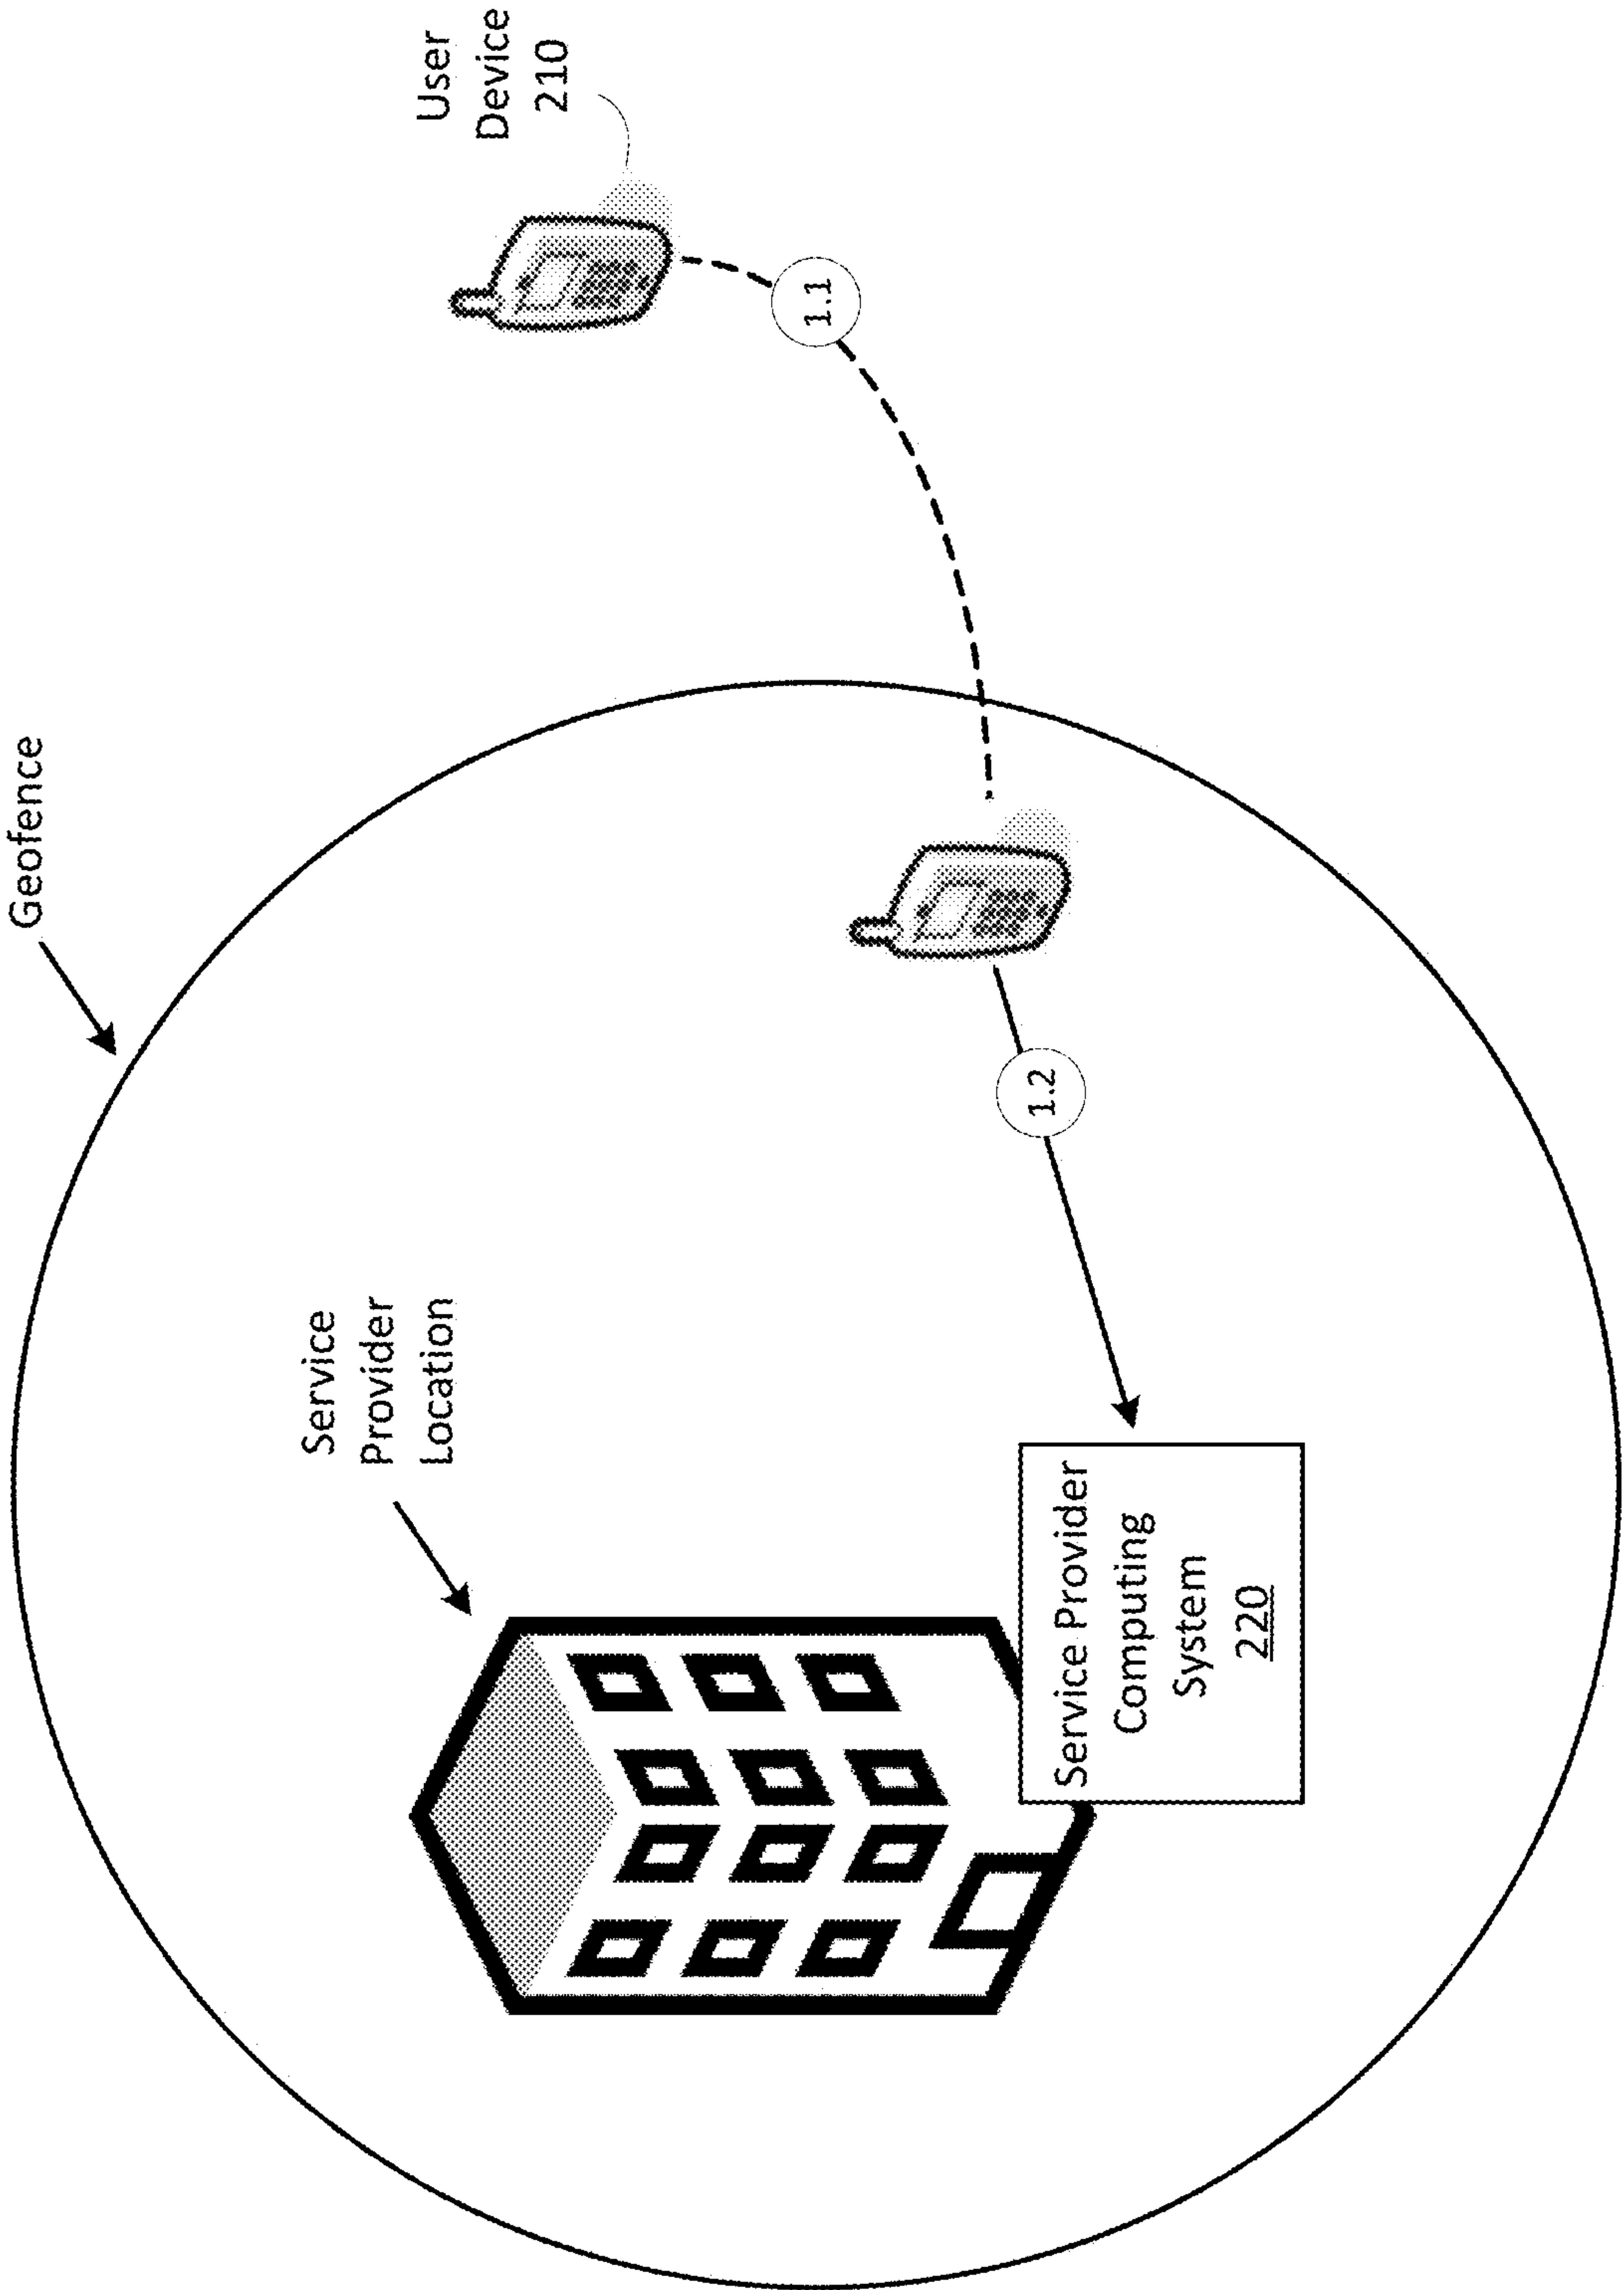 Geofence
User
Device
210
1.1
Service
Provider
Location
1.2
Service Provider
Computing
System
220